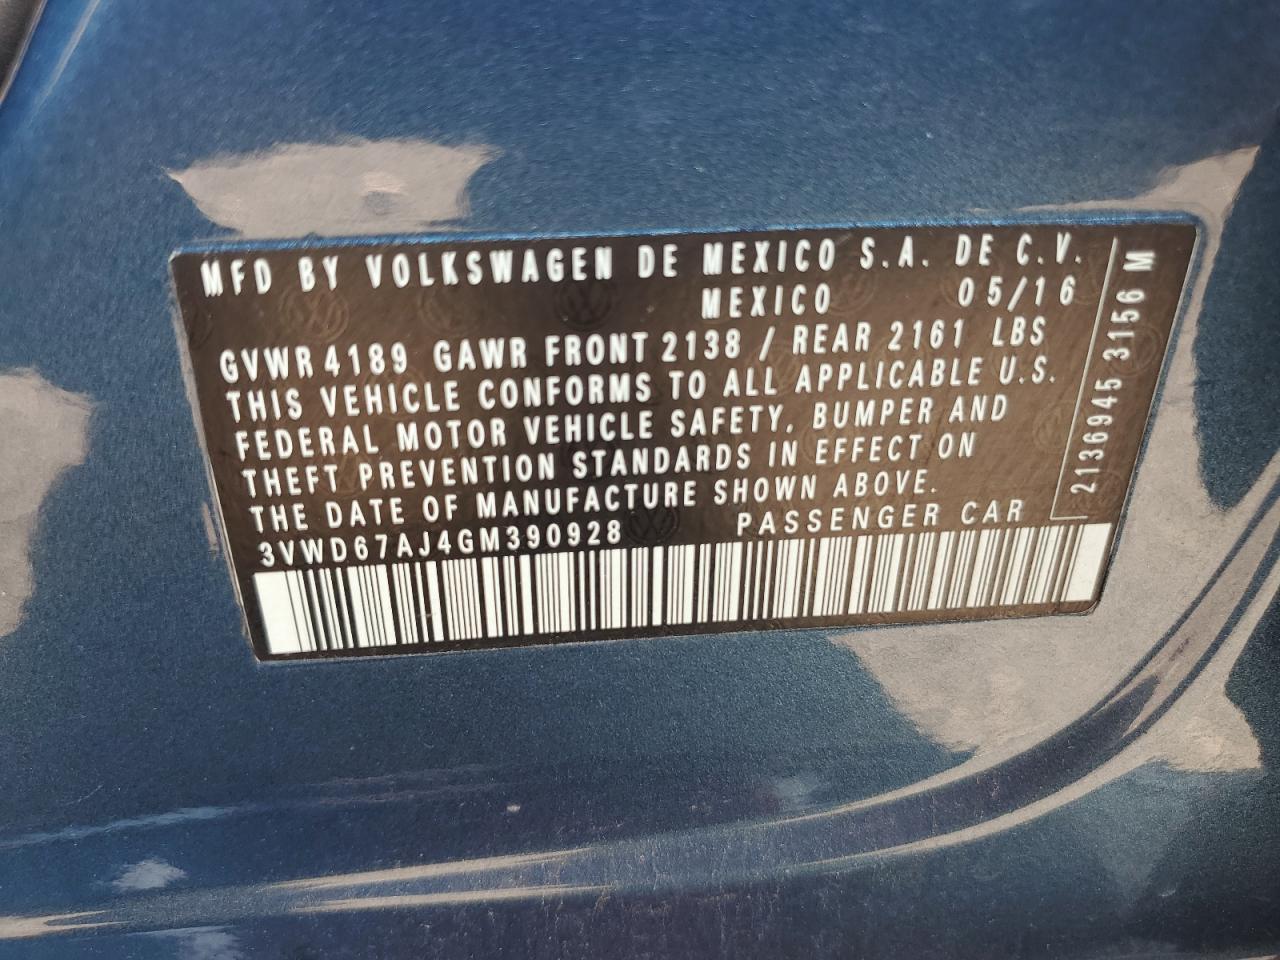 MFD BY VOLKSWAGEN DE MEXICO S.A. DE C.V.
MEXICO 05/16
GVWR 4189 GAWR FRONT 2138 / REAR 2161 LBS
THIS VEHICLE CONFORMS TO ALL APPLICABLE U.S.
FEDERAL MOTOR VEHICLE SAFETY, BUMPER AND
THEFT PREVENTION STANDARDS IN EFFECT ON
THE DATE OF MANUFACTURE SHOWN ABOVE.
3VWD67AJ4GM390928 PASSENGER CAR
2136945 3156 M